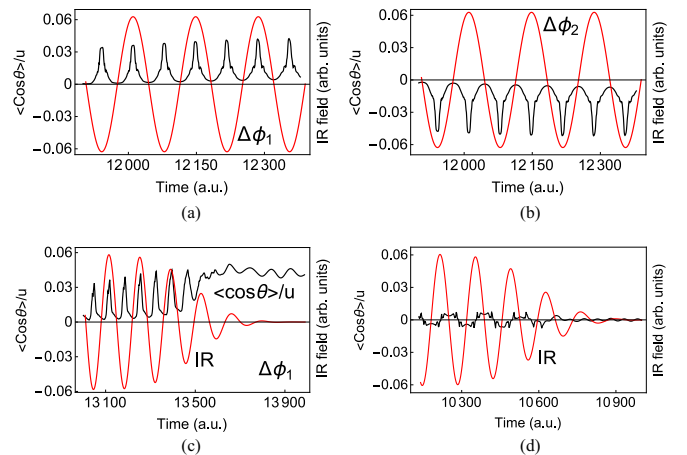 <Cosθ>/u
0.06
0.03
0
−0.03
−0.06
Δϕ1
12 000
12 150
12 300
Time (a.u.)
IR field (arb. units)
(a)
<Cosθ>/u
0.06
0.03
0
−0.03
−0.06
Δϕ2
12 000
12 150
12 300
Time (a.u.)
IR field (arb. units)
(b)
<Cosθ>/u
0.06
0.03
0
−0.03
−0.06
<cosθ>/u
IR
Δϕ1
13 100
13 500
13 900
Time (a.u.)
IR field (arb. units)
(c)
<Cosθ>/u
0.06
0.03
0
−0.03
−0.06
IR
10 300
10 600
10 900
Time (a.u.)
IR field (arb. units)
(d)